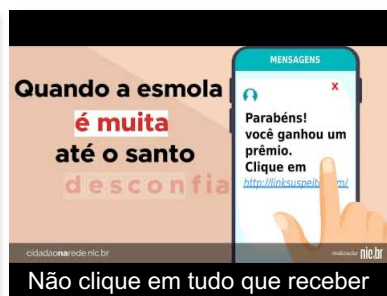 Quando a esmola
é muita
até o santo
desconfia
MENSAGENS
X
Parabéns!
você ganhou um
prêmio.
Clique em
cidadaonarede.nic.br
realização nic.br
Não clique em tudo que receber